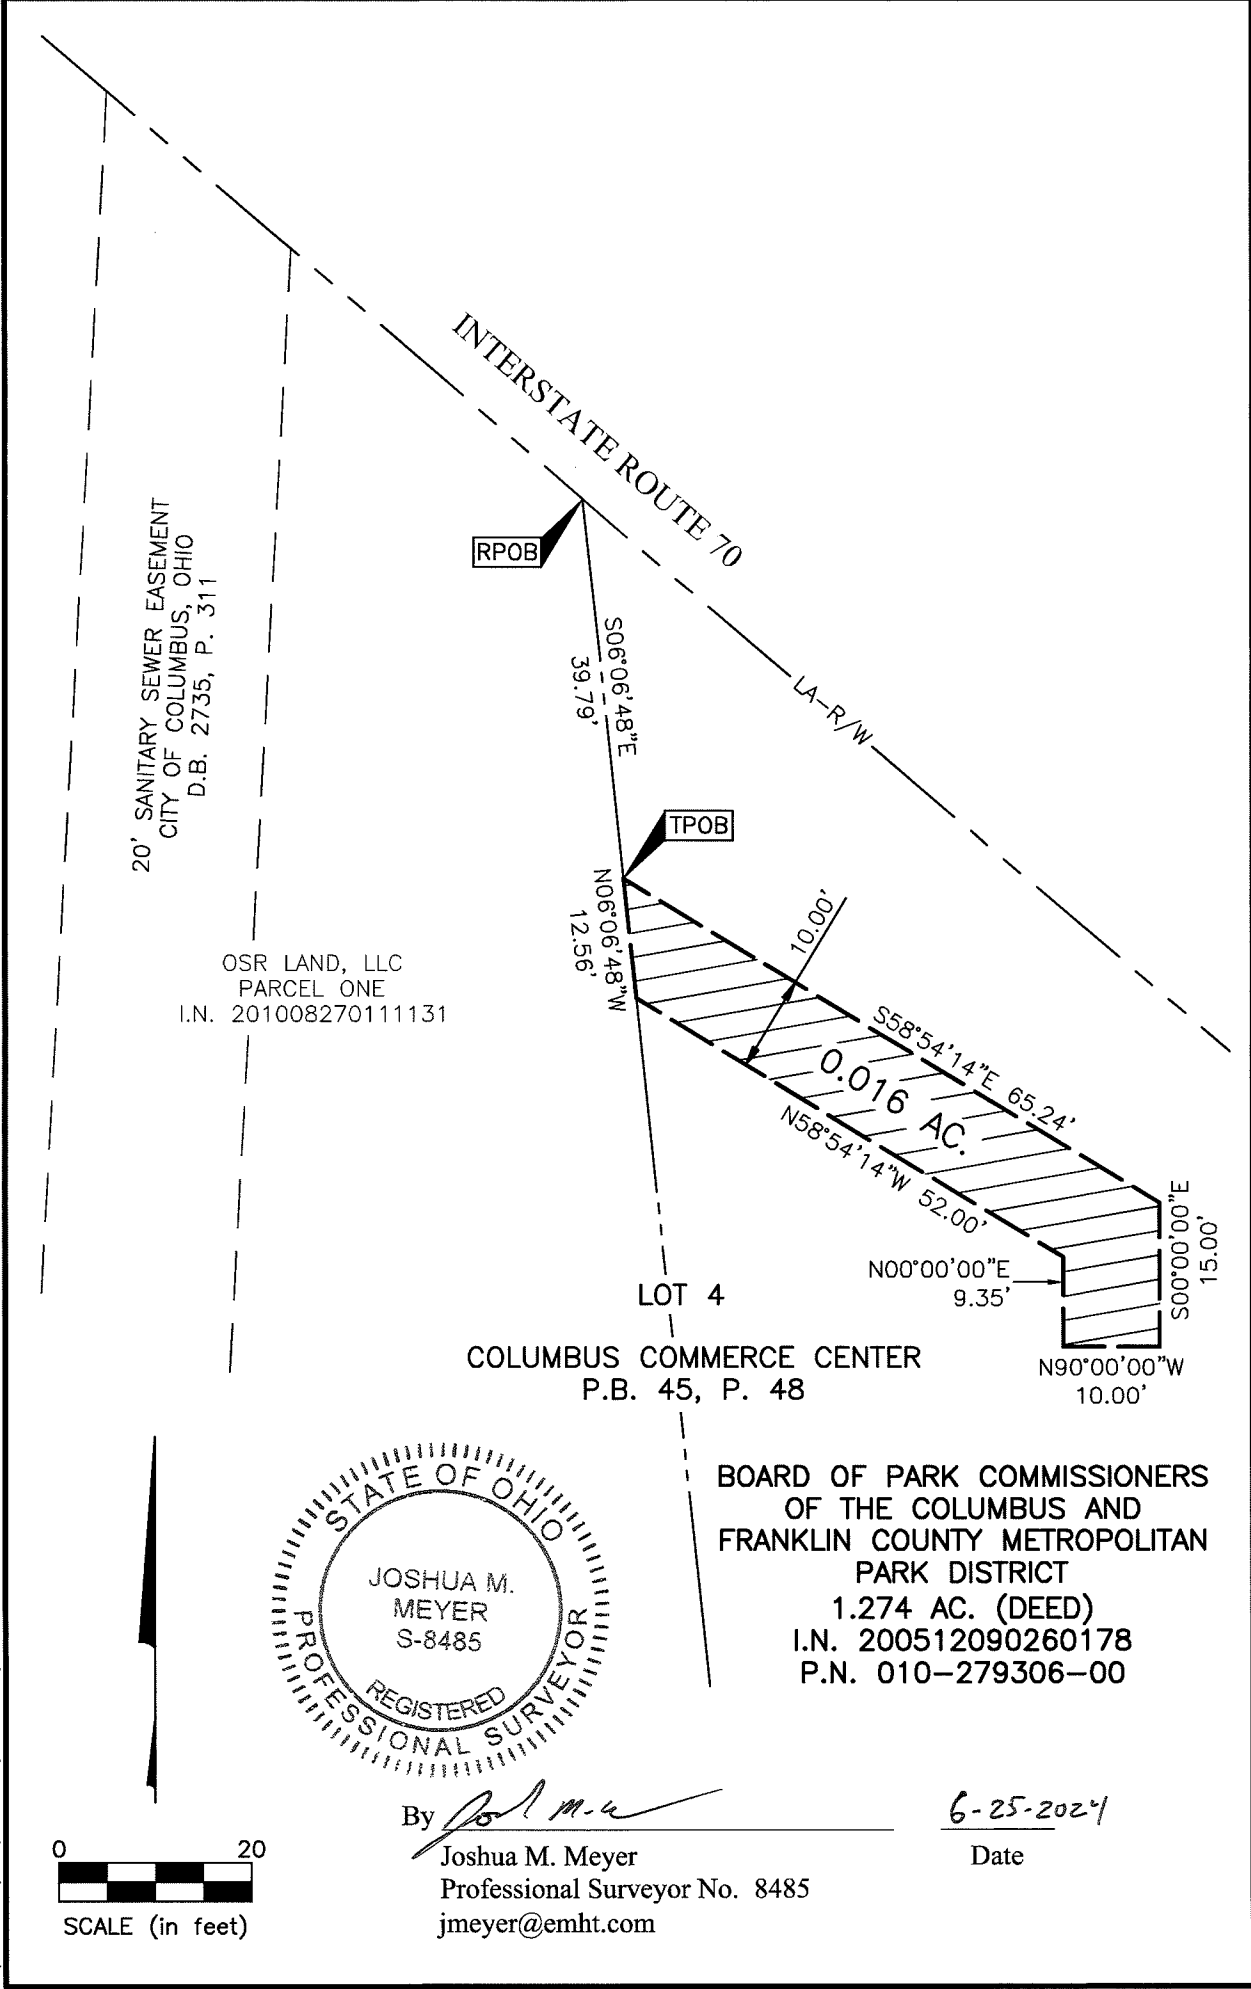 INTERSTATE ROUTE 70
RPOB
20' SANITARY SEWER EASEMENT
CITY OF COLUMBUS, OHIO
D.B. 2735, P. 311
S06°06'48"E
39.79'
LA-R/W
TPOB
N06°06'48"W
12.56'
10.00'
OSR LAND, LLC
PARCEL ONE
I.N. 201008270111131
S58°54'14"E 65.24'
0.016 AC.
N58°54'14"W 52.00'
S00°00'00"E
15.00'
N00°00'00"E
9.35'
N90°00'00"W
10.00'
LOT 4
COLUMBUS COMMERCE CENTER
P.B. 45, P. 48
STATE OF OHIO
JOSHUA M.
MEYER
S-8485
REGISTERED
PROFESSIONAL SURVEYOR
BOARD OF PARK COMMISSIONERS
OF THE COLUMBUS AND
FRANKLIN COUNTY METROPOLITAN
PARK DISTRICT
1.274 AC. (DEED)
I.N. 200512090260178
P.N. 010-279306-00
By
6-25-2024
Joshua M. Meyer
Date
Professional Surveyor No. 8485
jmeyer@emht.com
0 20
SCALE (in feet)